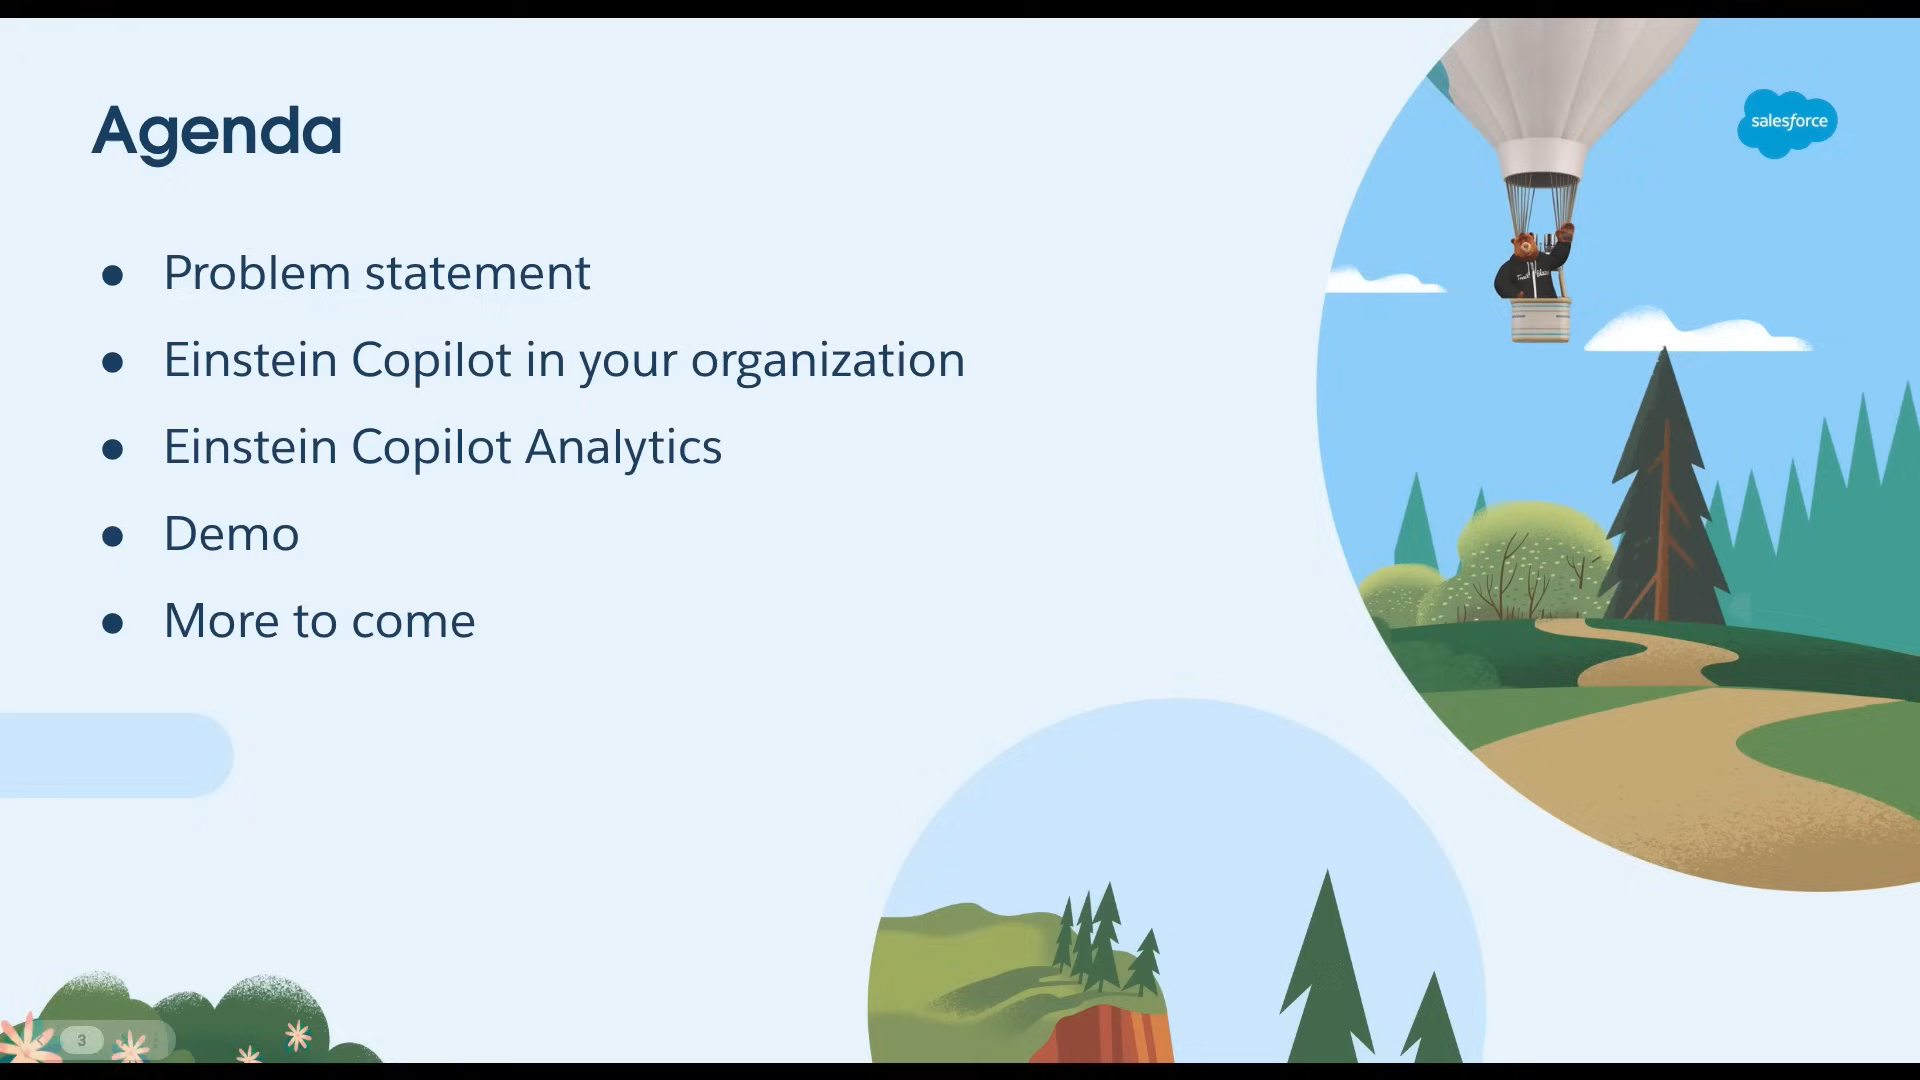 Agenda
salesforce
● Problem statement
● Einstein Copilot in your organization
● Einstein Copilot Analytics
● Demo
● More to come
3